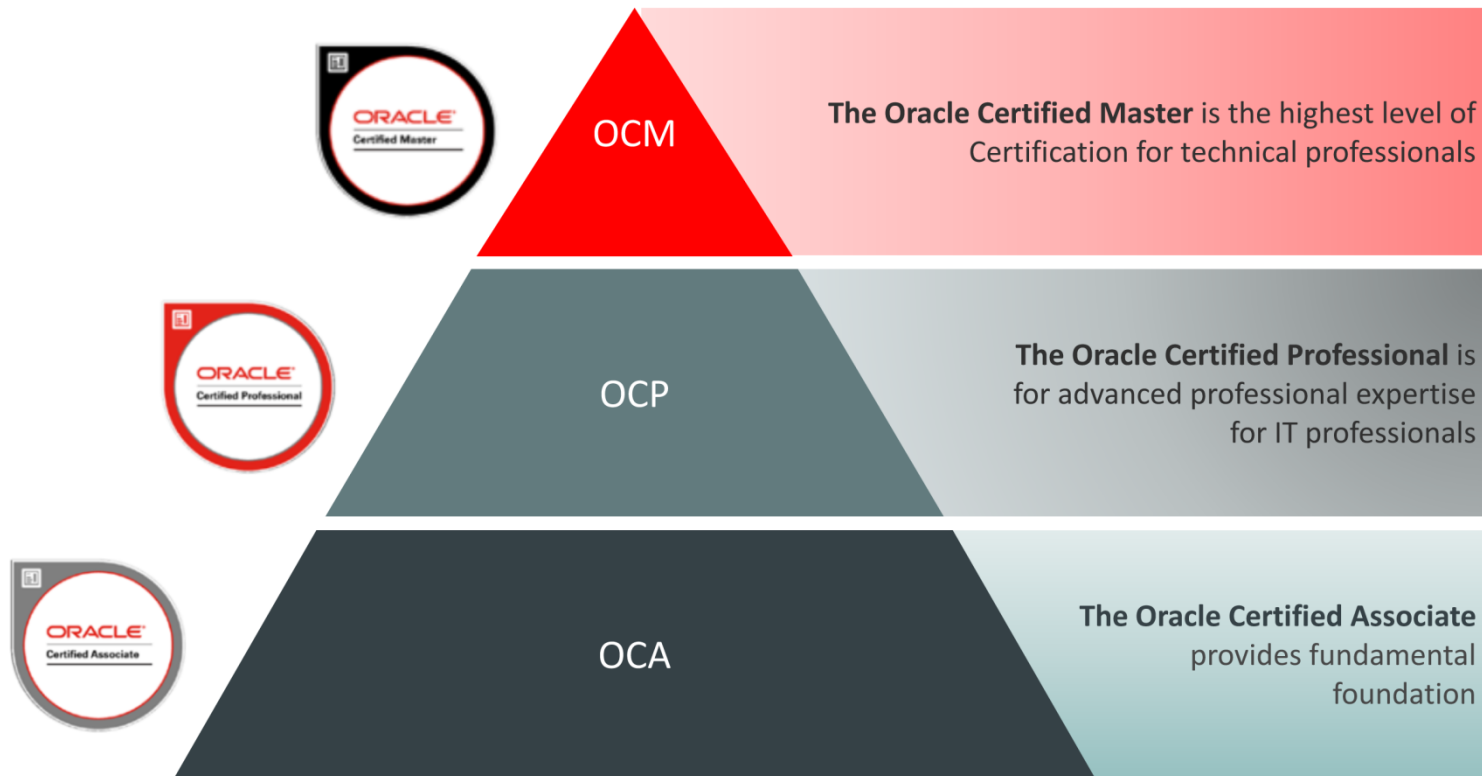 ORACLE
Certified Master
OCM
The Oracle Certified Master is the highest level of
Certification for technical professionals
ORACLE
Certified Professional
OCP
The Oracle Certified Professional is
for advanced professional expertise
for IT professionals
ORACLE
Certified Associate
OCA
The Oracle Certified Associate
provides fundamental
foundation